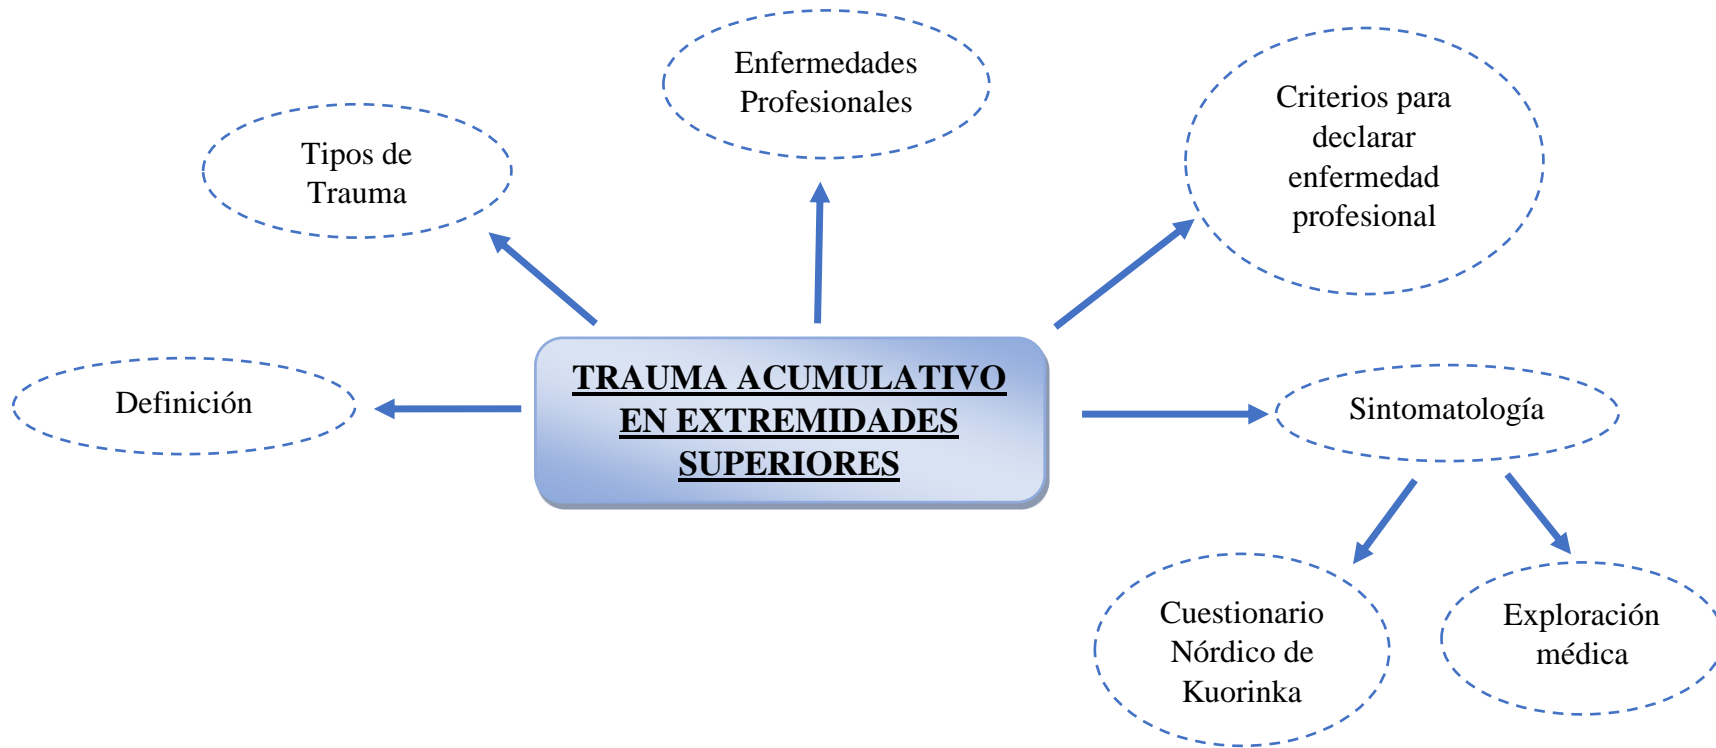 Enfermedades
Profesionales
Criterios para
declarar
enfermedad
profesional
Tipos de
Trauma
TRAUMA ACUMULATIVO
EN EXTREMIDADES
SUPERIORES
Definición
Sintomatología
Cuestionario
Nórdico de
Kuorinka
Exploración
médica